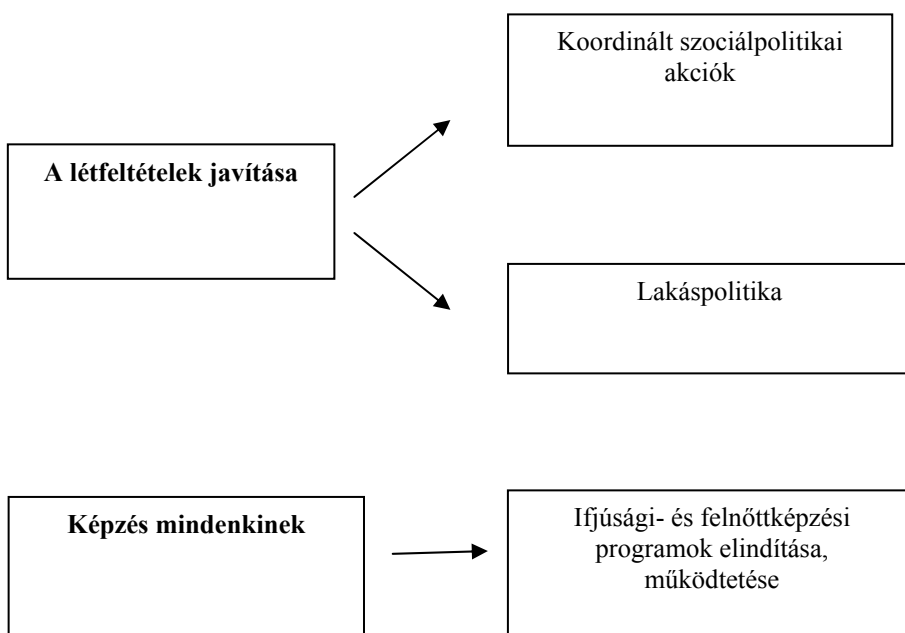 Koordinált szociálpolitikai
akciók
A létfeltételek javítása
Lakáspolitika
Képzés mindenkinek
Ifjúsági- és felnőttképzési
programok elindítása,
működtetése